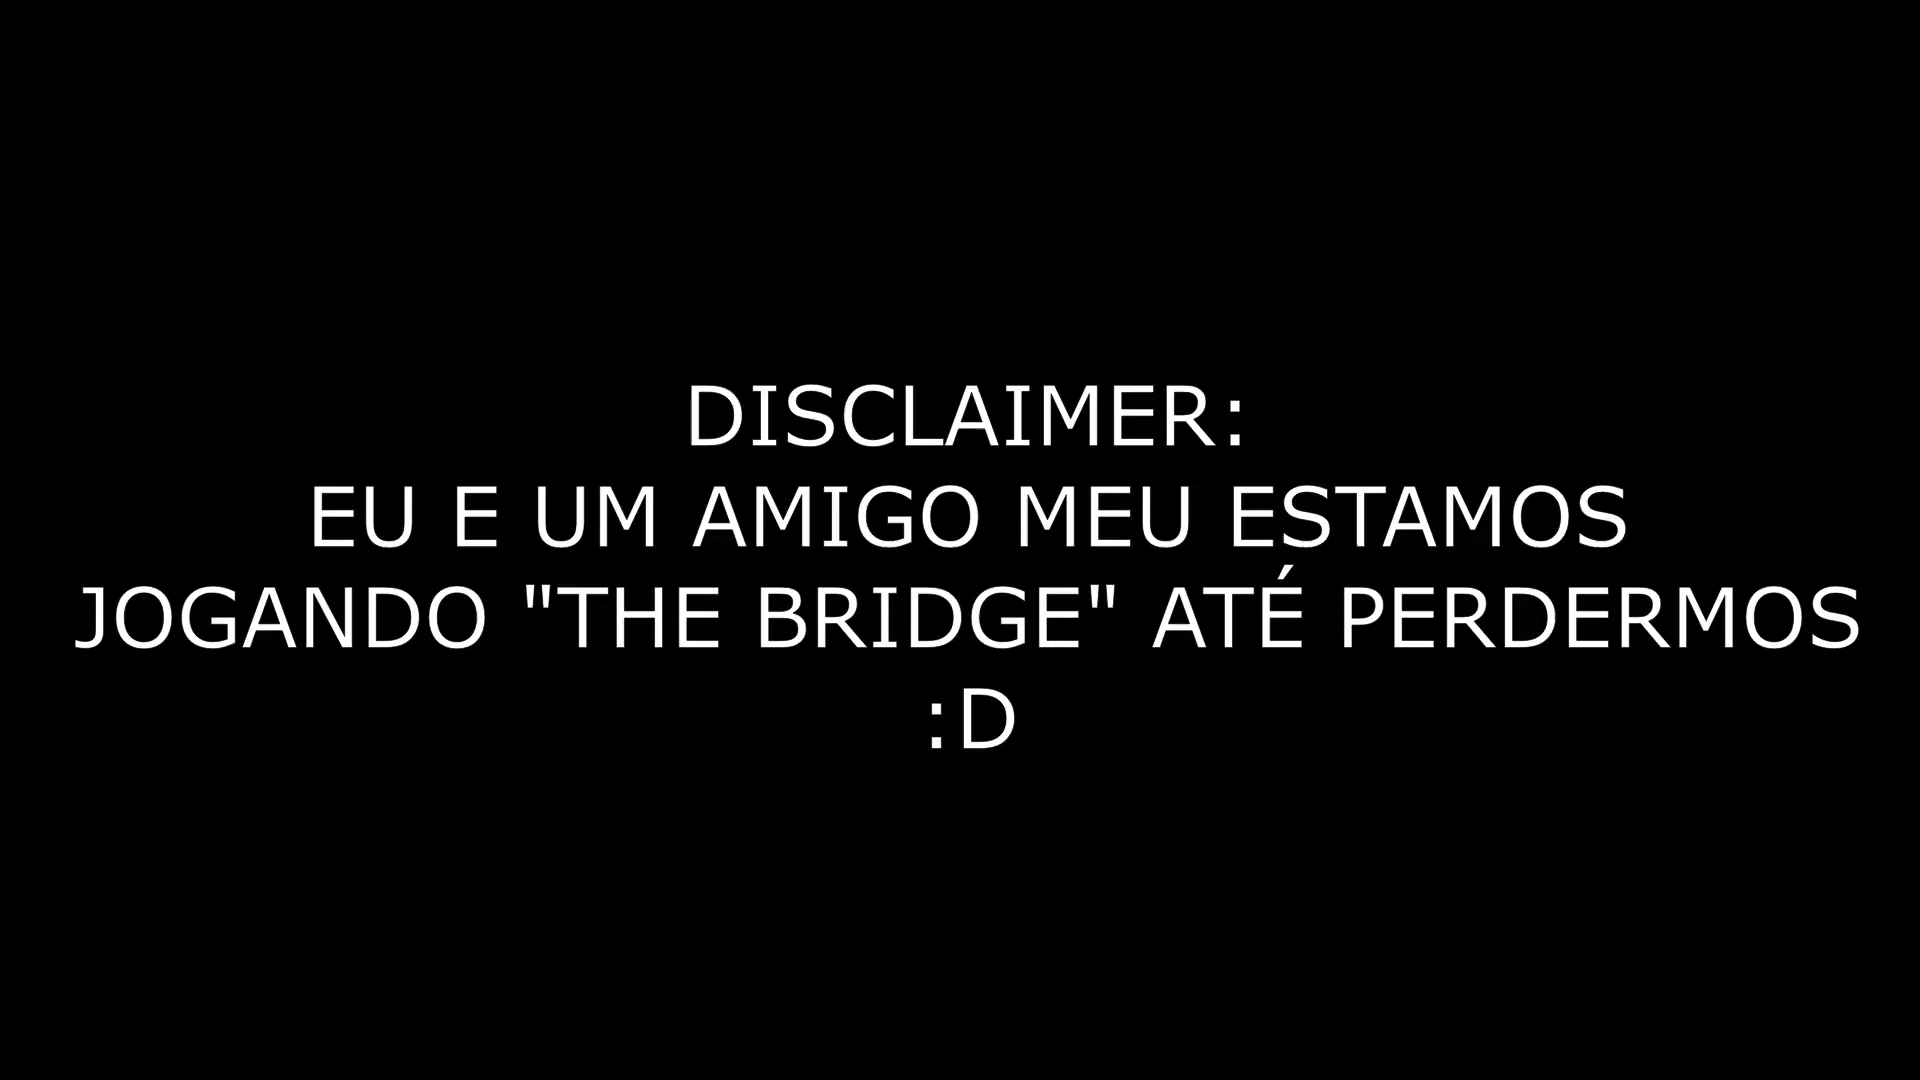 DISCLAIMER:
EU E UM AMIGO MEU ESTAMOS
JOGANDO "THE BRIDGE" ATÉ PERDERMOS
:D